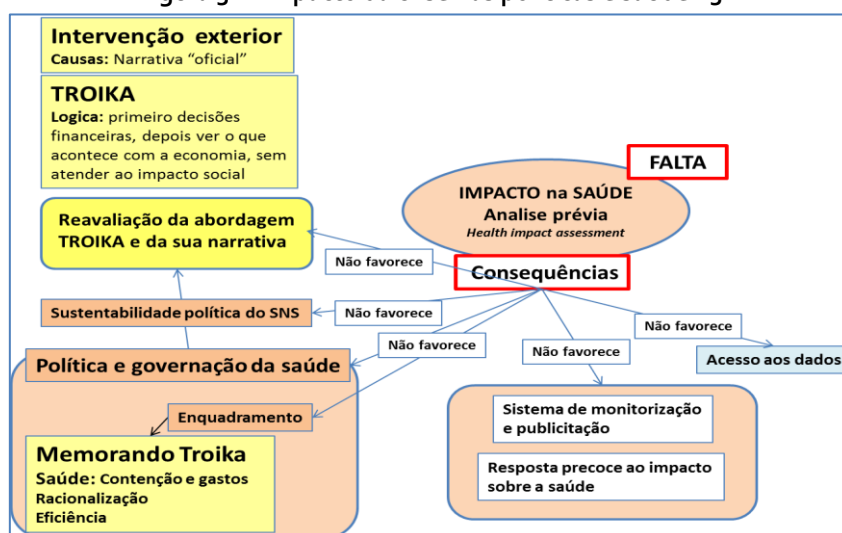 Intervenção exterior
Causas: Narrativa “oficial”
TROIKA
Logica: primeiro decisões
financeiras, depois ver o que
acontece com a economia, sem
atender ao impacto social
FALTA
IMPACTO na SAÚDE
Analise prévia
Health impact assessment
Consequências
Reavaliação da abordagem
TROIKA e da sua narrativa
Não favorece
Sustentabilidade política do SNS
Não favorece
Não favorece
Não favorece
Não favorece
Acesso aos dados
Política e governação da saúde
Enquadramento
Memorando Troika
Saúde: Contenção e gastos
Racionalização
Eficiência
Sistema de monitorização
e publicitação
Resposta precoce ao impacto
sobre a saúde